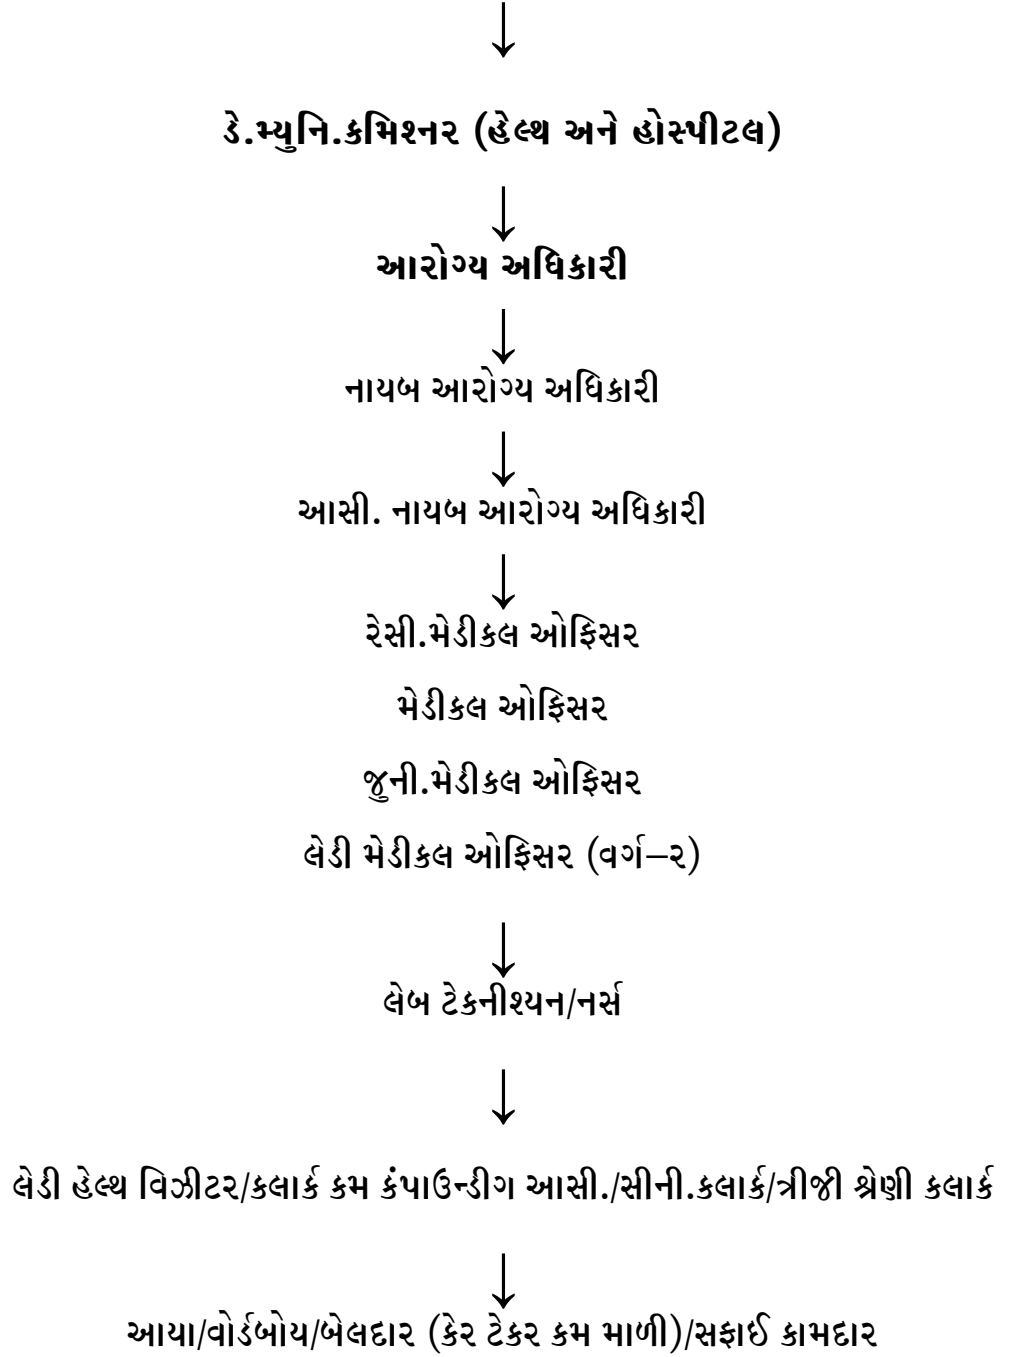 ડે.મ્યુનિ.કમિશ્નર (હેલ્થ અને હોસ્પીટલ)
આરોગ્ય અધિકારી
નાયબ આરોગ્ય અધિકારી
આસી. નાયબ આરોગ્ય અધિકારી
રેસી.મેડીકલ ઓફિસર
મેડીકલ ઓફિસર
જુની.મેડીકલ ઓફિસર
લેડી મેડીકલ ઓફિસર (વર્ગ–૨)
લેબ ટેકનીશ્યન/નર્સ
લેડી હેલ્થ વિઝીટર/કલાર્ક કમ કંપાઉન્ડીગ આસી./સીની.કલાર્ક/ત્રીજી શ્રેણી કલાર્ક
આયા/વોર્ડબોય/બેલદાર (કેર ટેકર કમ માળી)/સફાઈ કામદાર